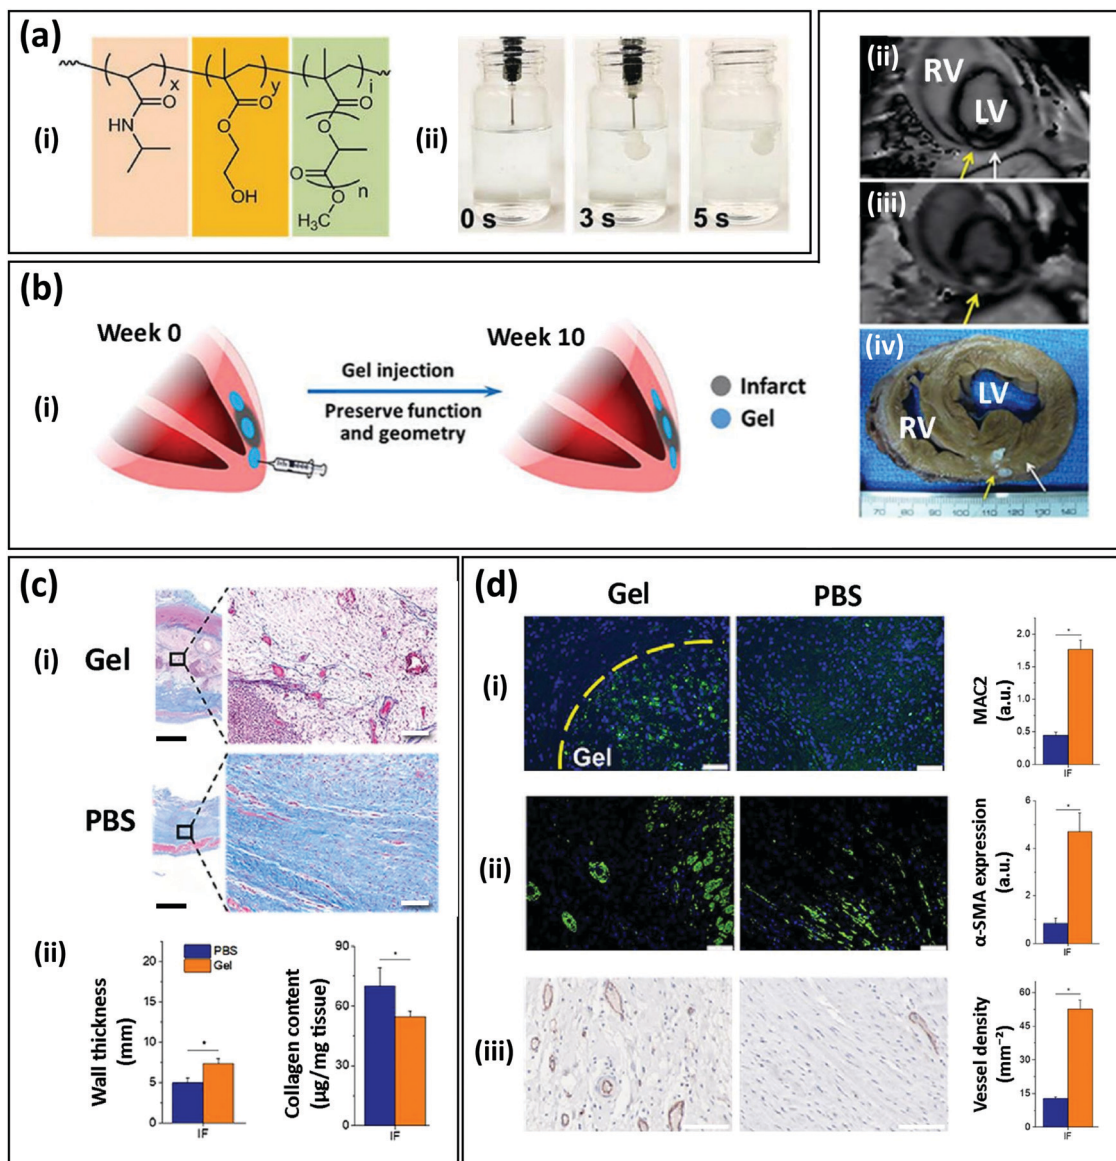 (a)
(i)
x
y
i
O
O
O
HN
O
O
O
OH
O
n
H₃C
(ii)
0 s
3 s
5 s
(ii)
RV
LV
(iii)
(iv)
LV
RV
70 80 90 100 110 120 130 140
(b)
(i)
Week 0
Gel injection
Preserve function
and geometry
Week 10
Infarct
Gel
(c)
(i)
Gel
PBS
(ii)
PBS
Gel
Wall thickness
(mm)
20
15
10
5
0
IF
*
Collagen content
(µg/mg tissue)
90
60
30
0
IF
*
(d)
Gel
PBS
(i)
Gel
MAC2
(a.u.)
2.0
1.5
1.0
0.5
0.0
IF
*
(ii)
α-SMA expression
(a.u.)
6
4
2
0
IF
*
(iii)
Vessel density
(mm⁻²)
60
45
30
15
0
IF
*